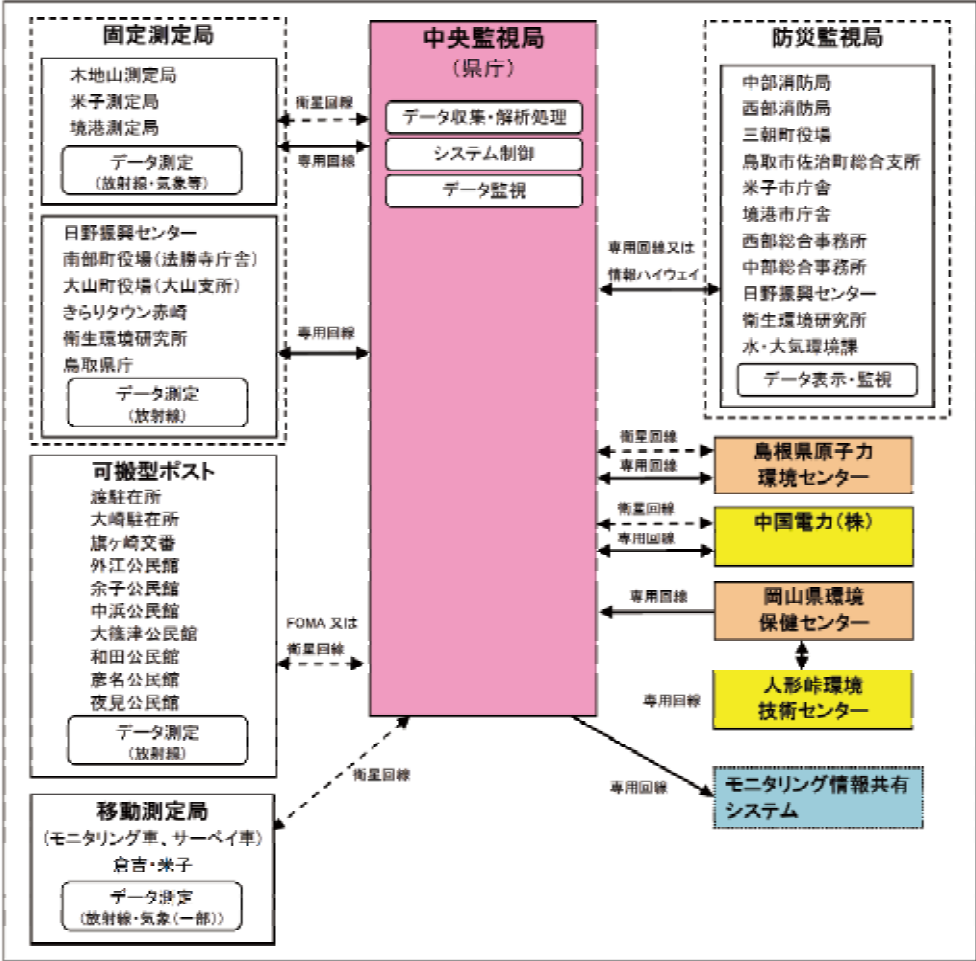 固定測定局
木地山測定局
米子測定局
境港測定局
データ測定
(放射線・気象等)
日野振興センター
南部町役場(法勝寺庁舎)
大山町役場(大山支所)
きらりタウン赤崎
衛生環境研究所
鳥取県庁
データ測定
(放射線)
可搬型ポスト
渡駐在所
大崎駐在所
旗ヶ崎交番
外江公民館
余子公民館
中浜公民館
大篠津公民館
和田公民館
彦名公民館
夜見公民館
データ測定
(放射線)
移動測定局
(モニタリング車、サーベイ車)
倉吉・米子
データ測定
(放射線・気象(一部))
衛星回線
専用回線
専用回線
FOMA 又は
衛星回線
衛星回線
中央監視局
(県庁)
データ収集・解析処理
システム制御
データ監視
専用回線又は
情報ハイウェイ
衛星回線
専用回線
衛星回線
専用回線
専用回線
専用回線
専用回線
防災監視局
中部消防局
西部消防局
三朝町役場
鳥取市佐治町総合支所
米子市庁舎
境港市庁舎
西部総合事務所
中部総合事務所
日野振興センター
衛生環境研究所
水・大気環境課
データ表示・監視
島根県原子力
環境センター
中国電力(株)
岡山県環境
保健センター
人形峠環境
技術センター
モニタリング情報共有
システム